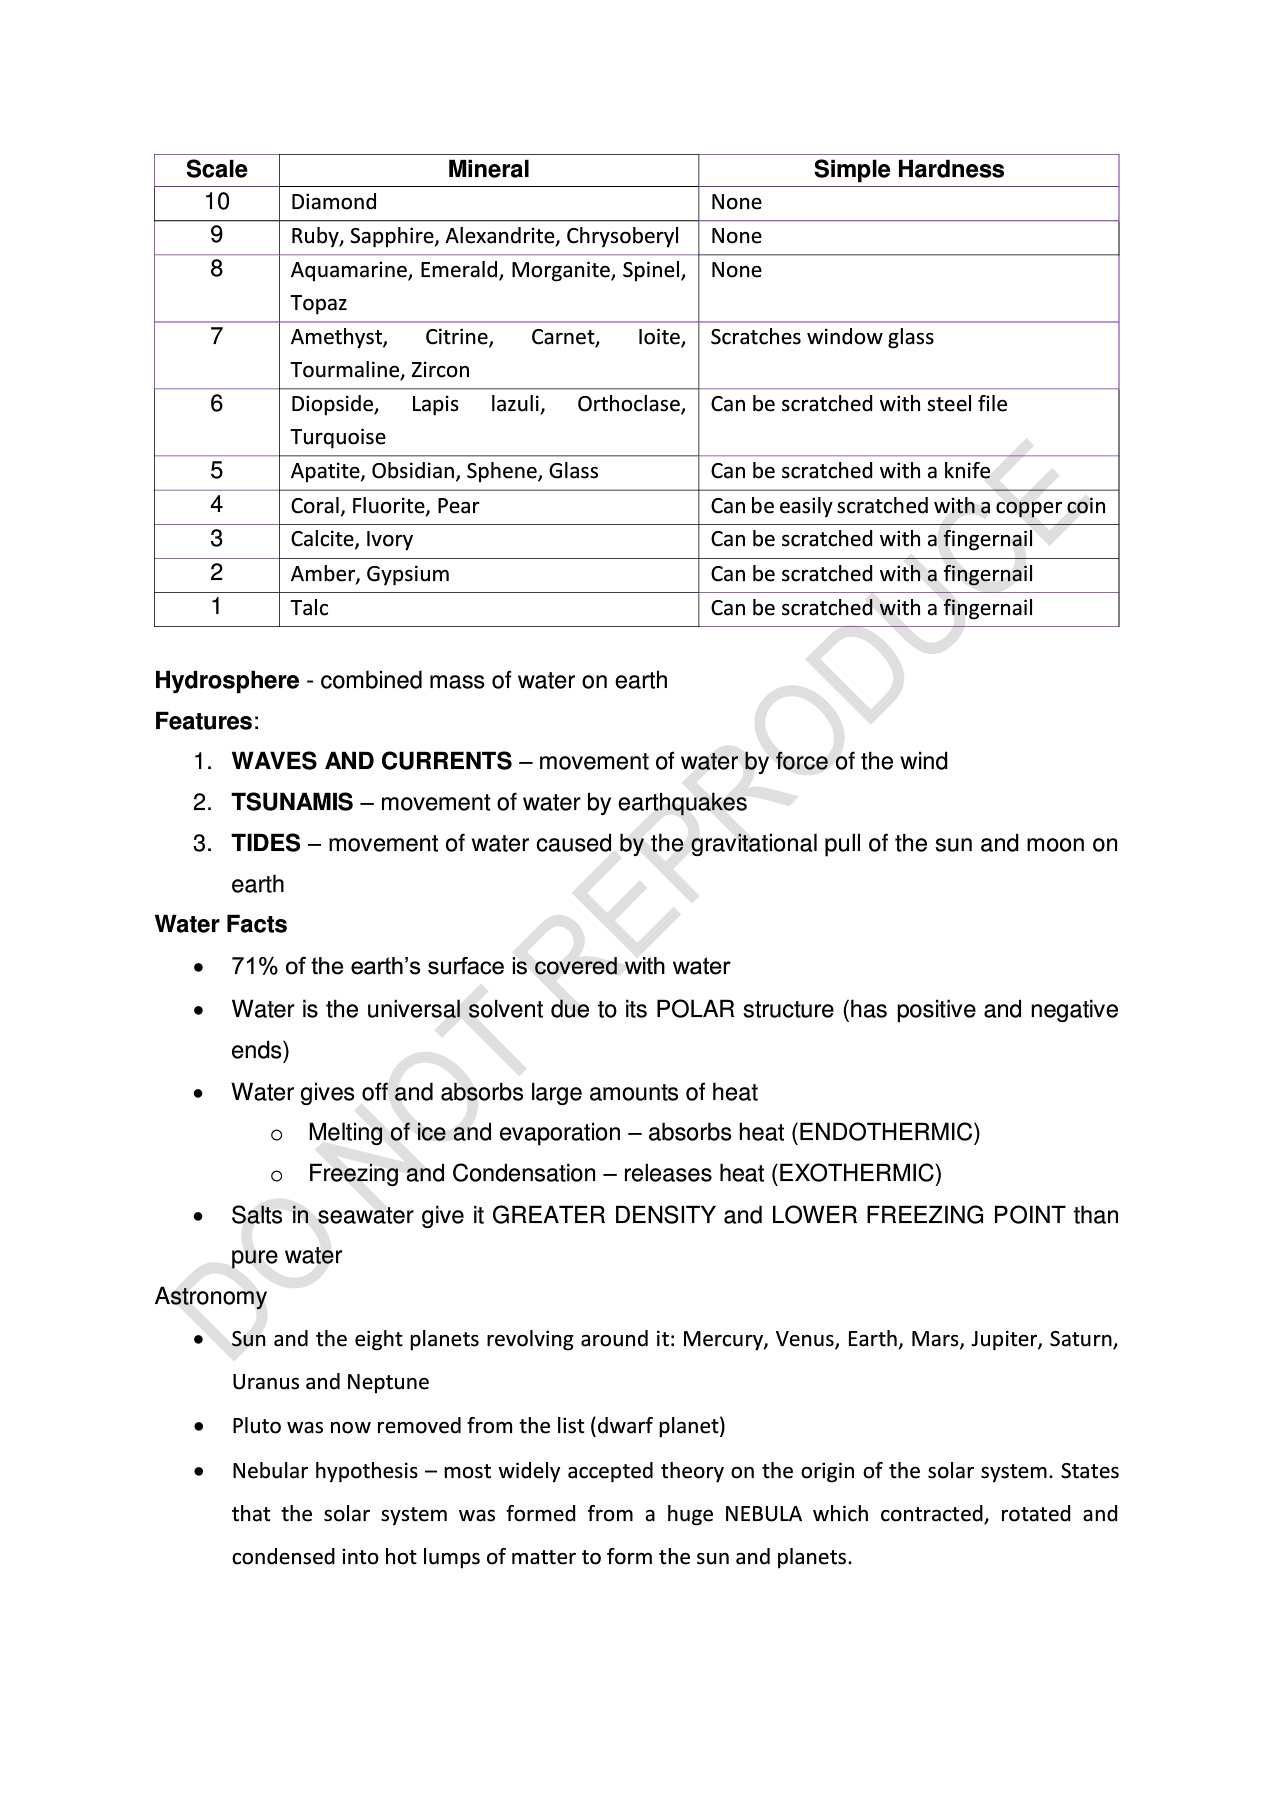 Scale Mineral Simple Hardness
10 Diamond None
9 Ruby, Sapphire, Alexandrite, Chrysoberyl None
8 Aquamarine, Emerald, Morganite, Spinel, None
Topaz
7 Amethyst, Citrine, Carnet, Ioite, Scratches window glass
Tourmaline, Zircon
6 Diopside, Lapis lazuli, Orthoclase, Can be scratched with steel file
Turquoise
5 Apatite, Obsidian, Sphene, Glass Can be scratched with a knife
4 Coral, Fluorite, Pear Can be easily scratched with a copper coin
3 Calcite, Ivory Can be scratched with a fingernail
2 Amber, Gypsium Can be scratched with a fingernail
1 Talc Can be scratched with a fingernail
Hydrosphere - combined mass of water on earth
Features:
1. WAVES AND CURRENTS – movement of water by force of the wind
2. TSUNAMIS – movement of water by earthquakes
3. TIDES – movement of water caused by the gravitational pull of the sun and moon on
earth
Water Facts
• 71% of the earth's surface is covered with water
• Water is the universal solvent due to its POLAR structure (has positive and negative
ends)
• Water gives off and absorbs large amounts of heat
o Melting of ice and evaporation – absorbs heat (ENDOTHERMIC)
o Freezing and Condensation – releases heat (EXOTHERMIC)
• Salts in seawater give it GREATER DENSITY and LOWER FREEZING POINT than
pure water
Astronomy
• Sun and the eight planets revolving around it: Mercury, Venus, Earth, Mars, Jupiter, Saturn,
Uranus and Neptune
• Pluto was now removed from the list (dwarf planet)
• Nebular hypothesis – most widely accepted theory on the origin of the solar system. States
that the solar system was formed from a huge NEBULA which contracted, rotated and
condensed into hot lumps of matter to form the sun and planets.
DO NOT REPRODUCE